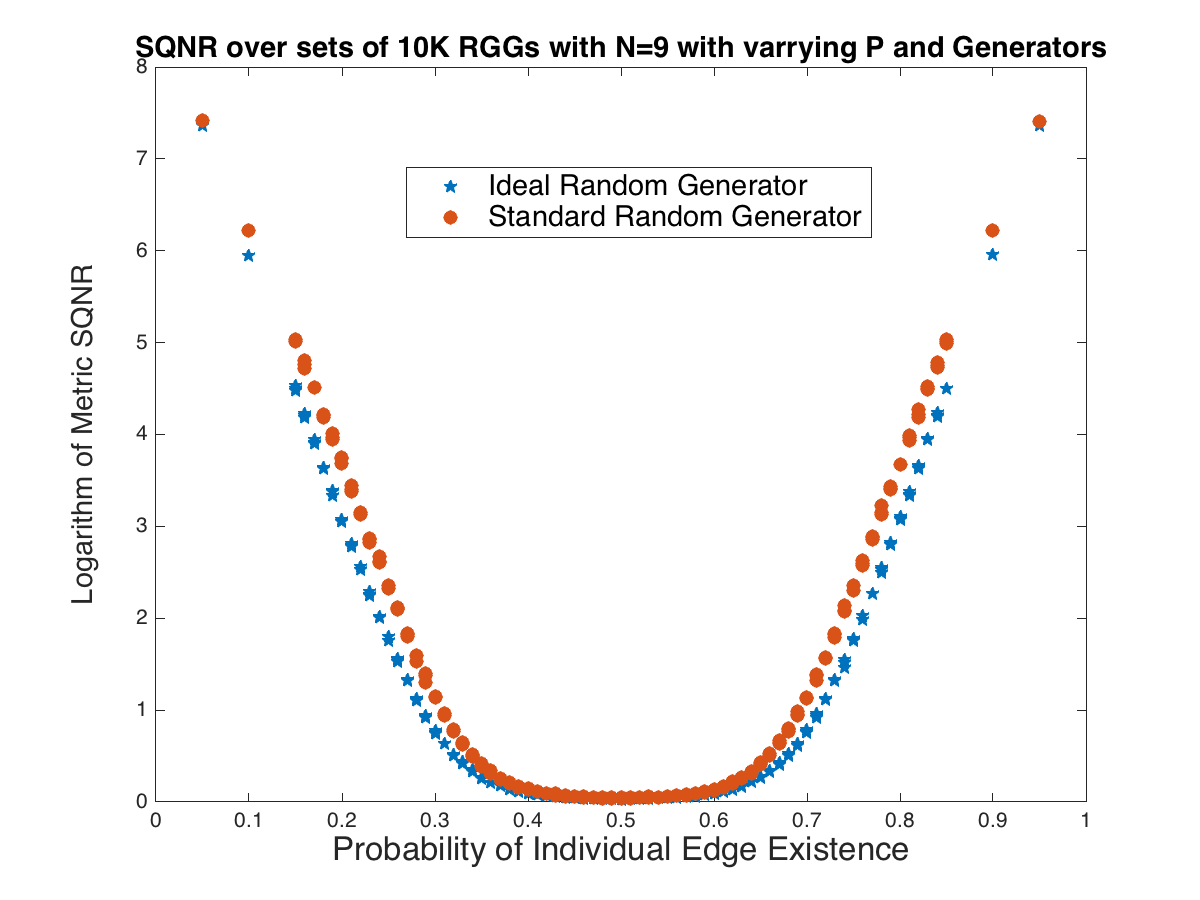 SQNR over sets of 10K RGGs with N=9 with varrying P and Generators
8
7
6
5
4
3
2
1
0
Logarithm of Metric SQNR
Ideal Random Generator
Standard Random Generator
0 0.1 0.2 0.3 0.4 0.5 0.6 0.7 0.8 0.9 1
Probability of Individual Edge Existence